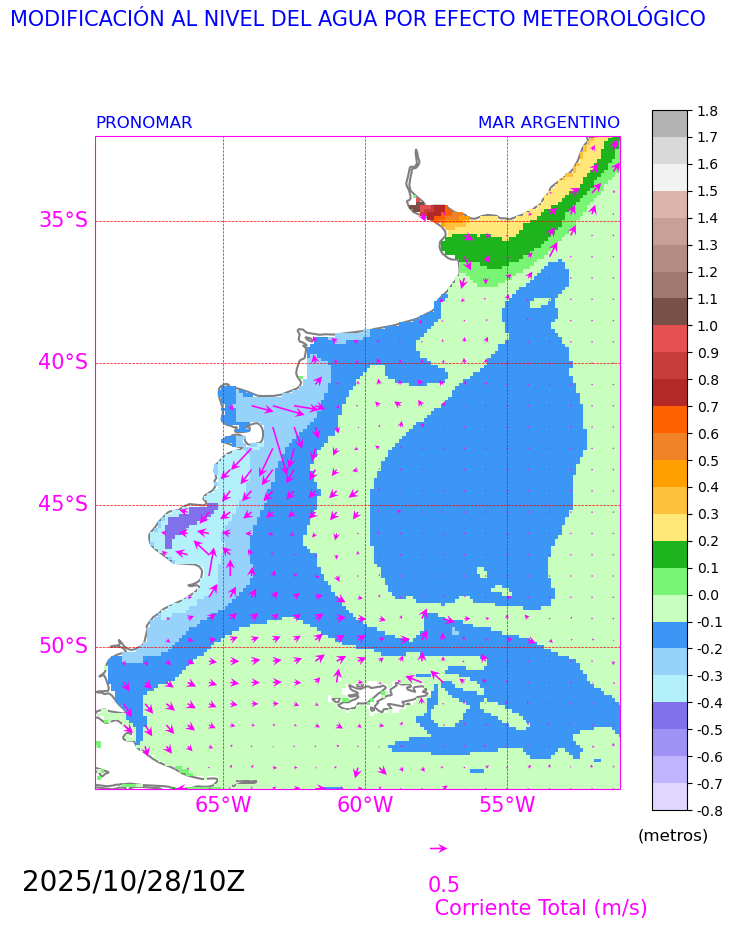 MODIFICACIÓN AL NIVEL DEL AGUA POR EFECTO METEOROLÓGICO
PRONOMAR
MAR ARGENTINO
35°S
40°S
45°S
50°S
65°W
60°W
55°W
1.8
1.7
1.6
1.5
1.4
1.3
1.2
1.1
1.0
0.9
0.8
0.7
0.6
0.5
0.4
0.3
0.2
0.1
0.0
-0.1
-0.2
-0.3
-0.4
-0.5
-0.6
-0.7
-0.8
(metros)
2025/10/28/10Z
0.5
Corriente Total (m/s)